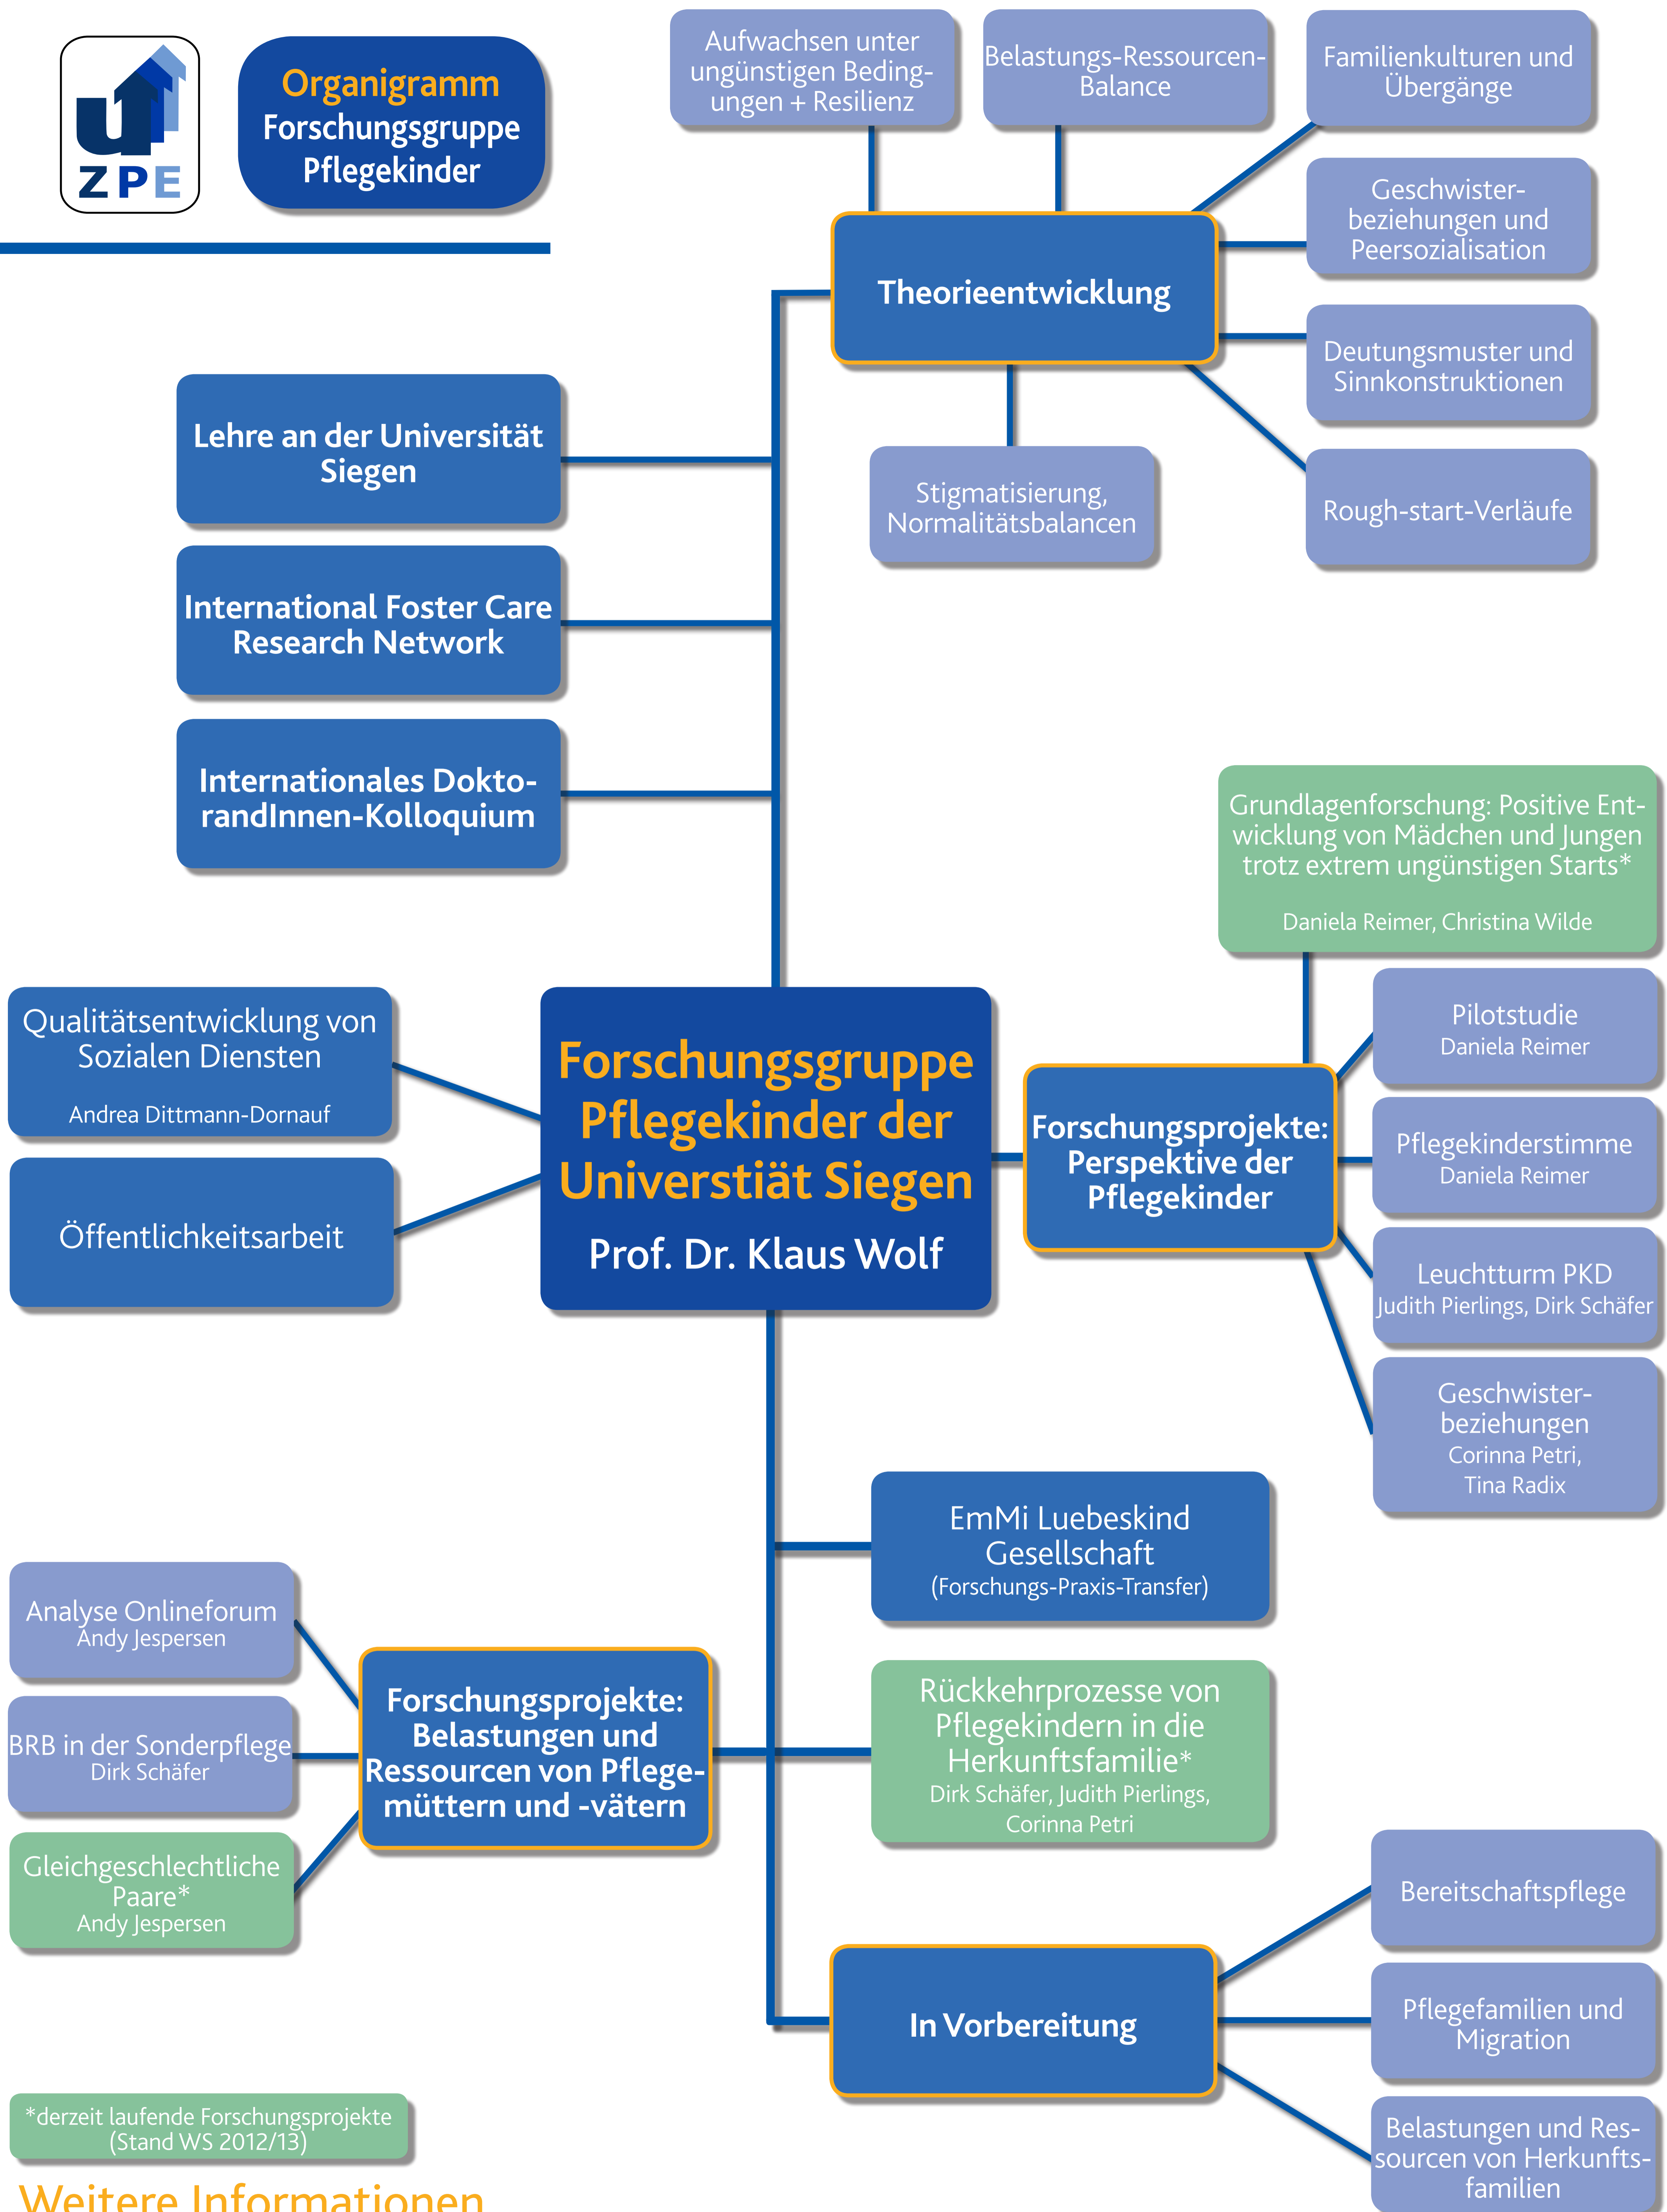 ZPE
Organigramm
Forschungsgruppe
Pflegekinder
Aufwachsen unter
ungünstigen Beding-
ungen + Resilienz
Belastungs-Ressourcen-
Balance
Familienkulturen und
Übergänge
Geschwister-
beziehungen und
Peersozialisation
Theorieentwicklung
Deutungsmuster und
Sinnkonstruktionen
Stigmatisierung,
Normalitätsbalancen
Rough-start-Verläufe
Lehre an der Universität
Siegen
International Foster Care
Research Network
Internationales Dokto-
randInnen-Kolloquium
Grundlagenforschung: Positive Ent-
wicklung von Mädchen und Jungen
trotz extrem ungünstigen Starts*
Daniela Reimer, Christina Wilde
Qualitätsentwicklung von
Sozialen Diensten
Andrea Dittmann-Dornauf
Öffentlichkeitsarbeit
Forschungsgruppe
Pflegekinder der
Universtiät Siegen
Prof. Dr. Klaus Wolf
Forschungsprojekte:
Perspektive der
Pflegekinder
Pilotstudie
Daniela Reimer
Pflegekinderstimme
Daniela Reimer
Leuchtturm PKD
Judith Pierlings, Dirk Schäfer
Geschwister-
beziehungen
Corinna Petri,
Tina Radix
EmMi Luebeskind
Gesellschaft
(Forschungs-Praxis-Transfer)
Analyse Onlineforum
Andy Jespersen
BRB in der Sonderpflege
Dirk Schäfer
Gleichgeschlechtliche
Paare*
Andy Jespersen
Forschungsprojekte:
Belastungen und
Ressourcen von Pflege-
müttern und -vätern
Rückkehrprozesse von
Pflegekindern in die
Herkunftsfamilie*
Dirk Schäfer, Judith Pierlings,
Corinna Petri
In Vorbereitung
Bereitschaftspflege
Pflegefamilien und
Migration
Belastungen und Res-
sourcen von Herkunfts-
familien
*derzeit laufende Forschungsprojekte
(Stand WS 2012/13)
Weitere Informationen